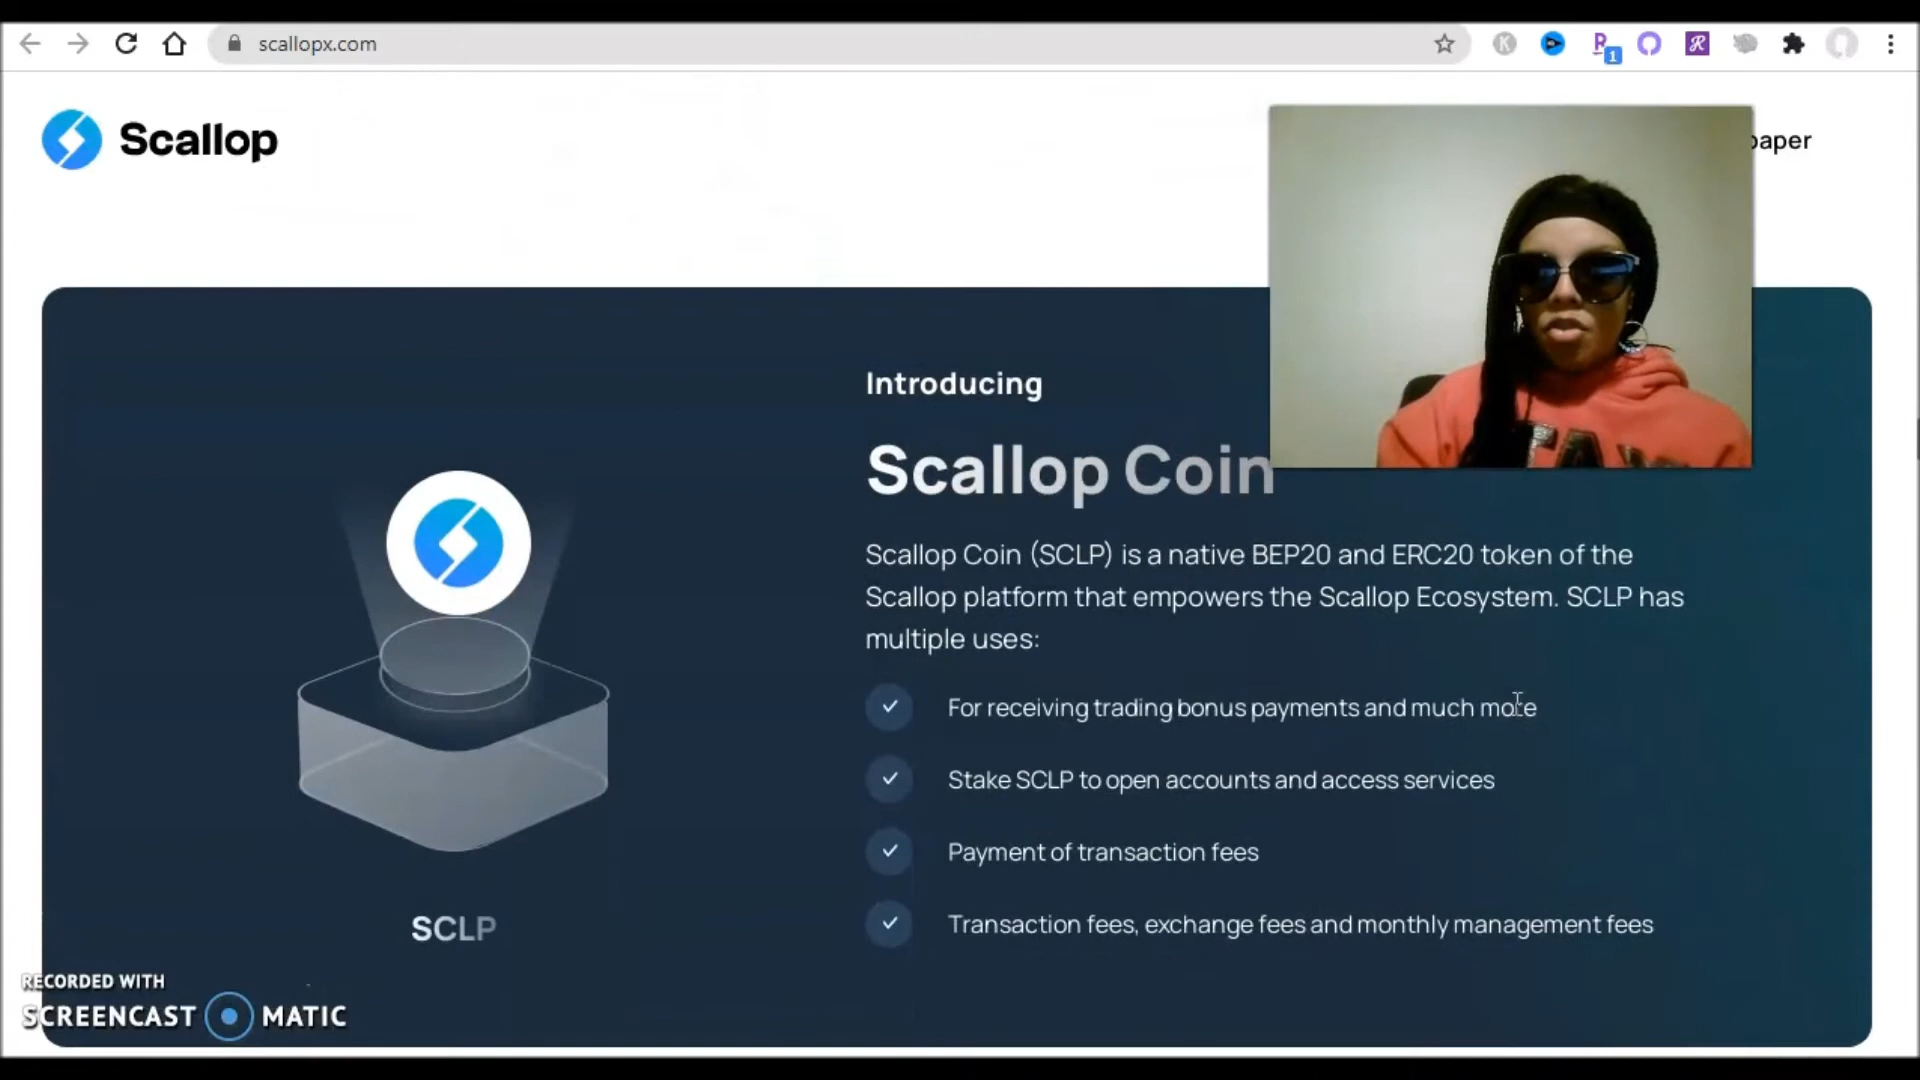 scallopx.com
1
Scallop
paper
Introducing
Scallop Coin
Scallop Coin (SCLP) is a native BEP20 and ERC20 token of the
Scallop platform that empowers the Scallop Ecosystem. SCLP has
multiple uses:
For receiving trading bonus payments and much more
Stake SCLP to open accounts and access services
Payment of transaction fees
Transaction fees, exchange fees and monthly management fees
SCLP
RECORDED WITH
SCREENCAST MATIC